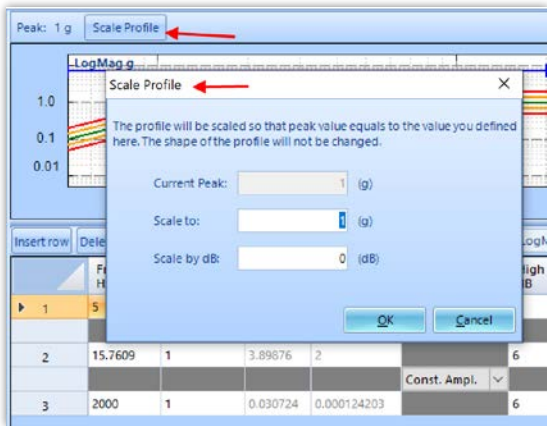 Peak: 1 g Scale Profile
LogMag g
Scale Profile
1.0
The profile will be scaled so that peak value equals to the value you defined
here. The shape of the profile will not be changed.
0.1
0.01
Current Peak: 1 (g)
Scale to: 1 (g)
Scale by dB: 0 (dB)
Insert row
OK Cancel
1 5
2 15.7609 1 3.89876 2 6
Const. Ampl.
3 2000 1 0.030724 0.000124203 6